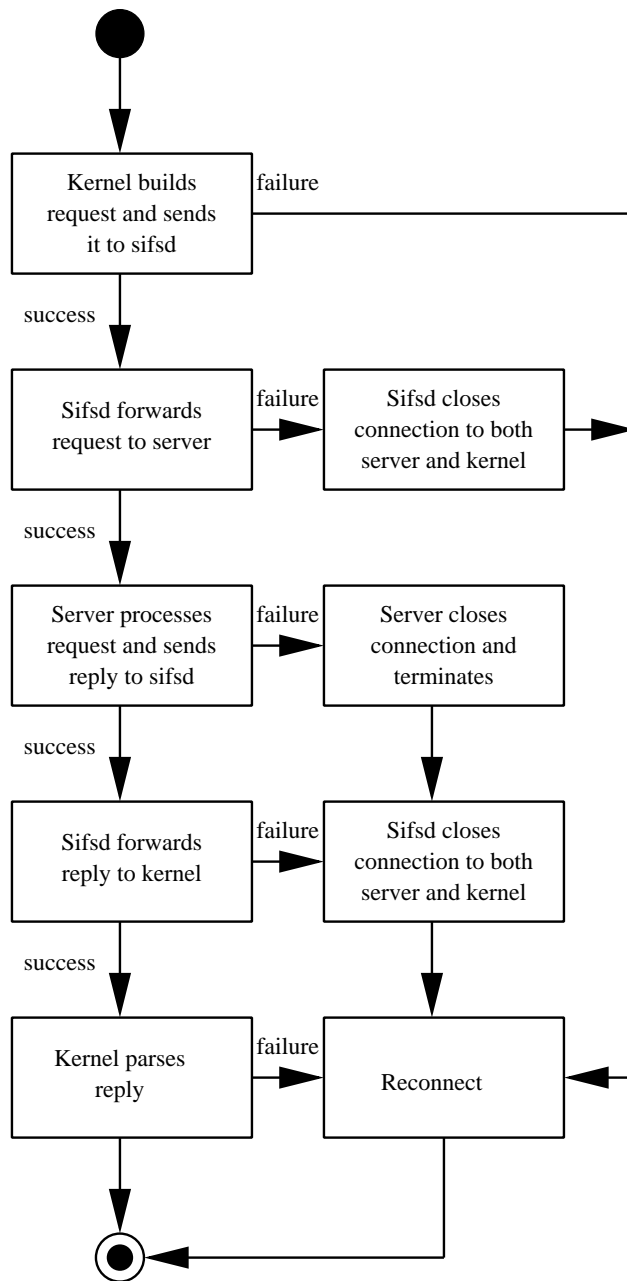 Kernel builds
request and sends
it to sifsd
failure
success
Sifsd forwards
request to server
failure
Sifsd closes
connection to both
server and kernel
success
Server processes
request and sends
reply to sifsd
failure
Server closes
connection and
terminates
success
Sifsd forwards
reply to kernel
failure
Sifsd closes
connection to both
server and kernel
success
Kernel parses
reply
failure
Reconnect